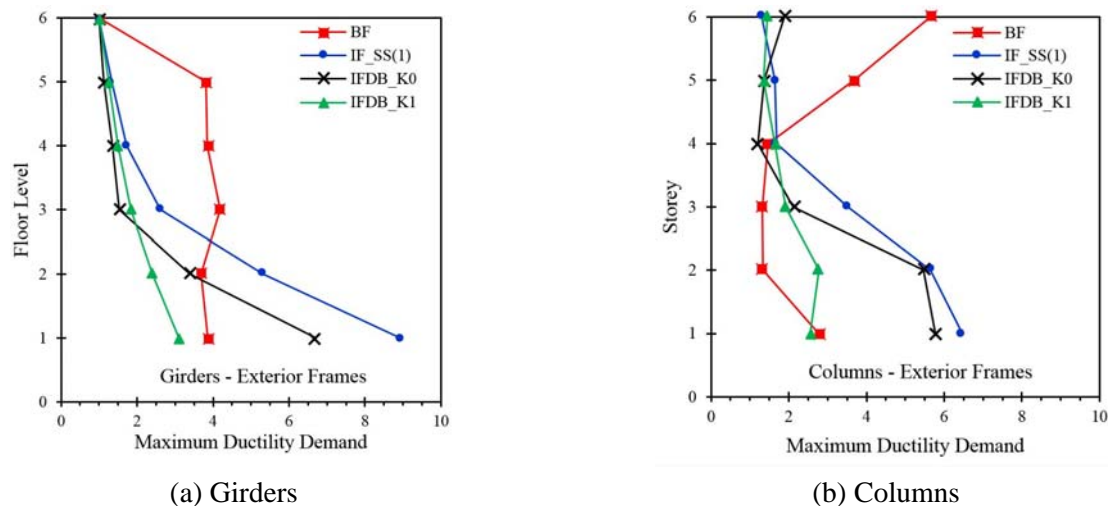 6
5
4
3
2
1
0
Floor Level
BF
IF_SS(1)
IFDB_K0
IFDB_K1
Girders - Exterior Frames
0 2 4 6 8 10
Maximum Ductility Demand
(a) Girders
6
5
4
3
2
1
0
Storey
BF
IF_SS(1)
IFDB_K0
IFDB_K1
Columns - Exterior Frames
0 2 4 6 8 10
Maximum Ductility Demand
(b) Columns